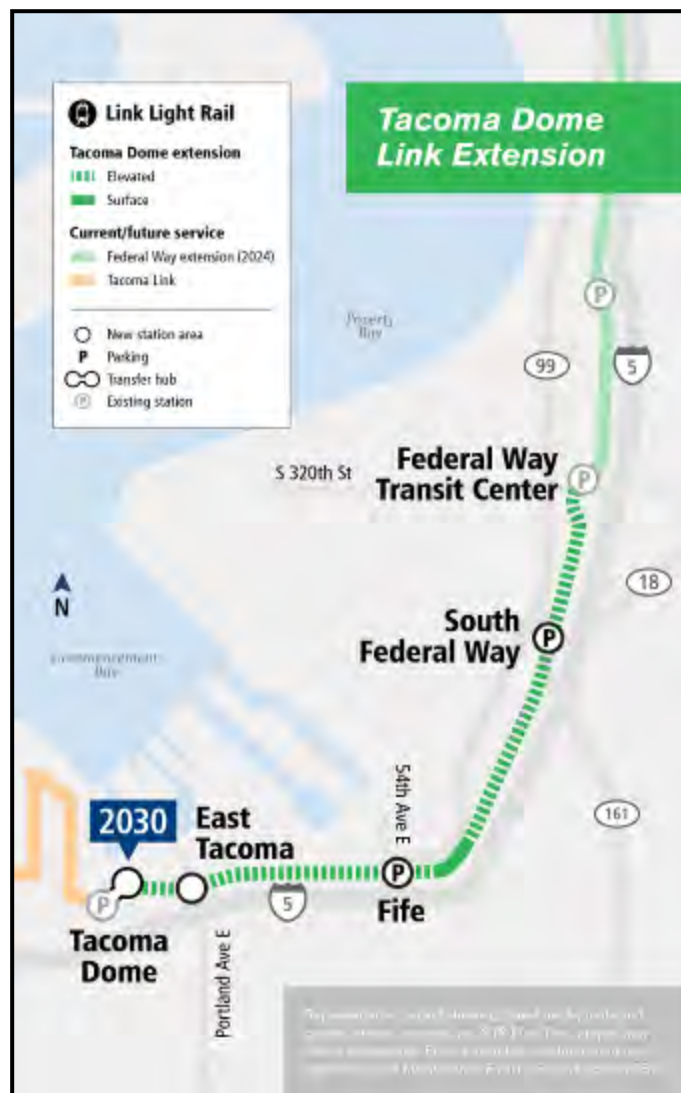 Link Light Rail
Tacoma Dome extension
Elevated
Surface
Current/future service
Federal Way extension (2024)
Tacoma Link
New station area
P
Parking
Transfer hub
P
Existing station
Tacoma Dome
Link Extension
P
Bay
99
5
S 320th St
Federal Way
Transit Center
P
18
N
South
Federal Way
P
Bay
54th Ave E
161
2030
East
Tacoma
P
5
P
Fife
Tacoma
Dome
Portland Ave E